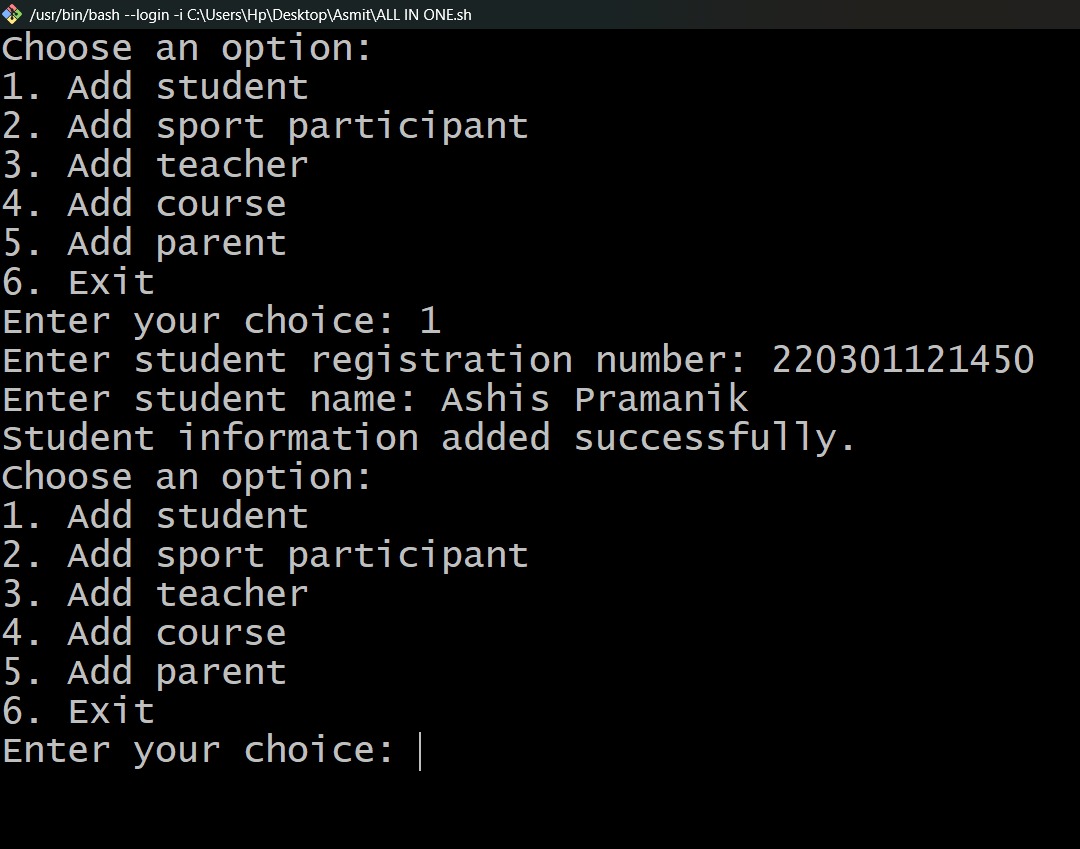 /usr/bin/bash --login -i C:\Users\Hp\Desktop\Asmit\ALL IN ONE.sh
Choose an option:
1. Add student
2. Add sport participant
3. Add teacher
4. Add course
5. Add parent
6. Exit
Enter your choice: 1
Enter student registration number: 220301121450
Enter student name: Ashis Pramanik
Student information added successfully.
Choose an option:
1. Add student
2. Add sport participant
3. Add teacher
4. Add course
5. Add parent
6. Exit
Enter your choice: